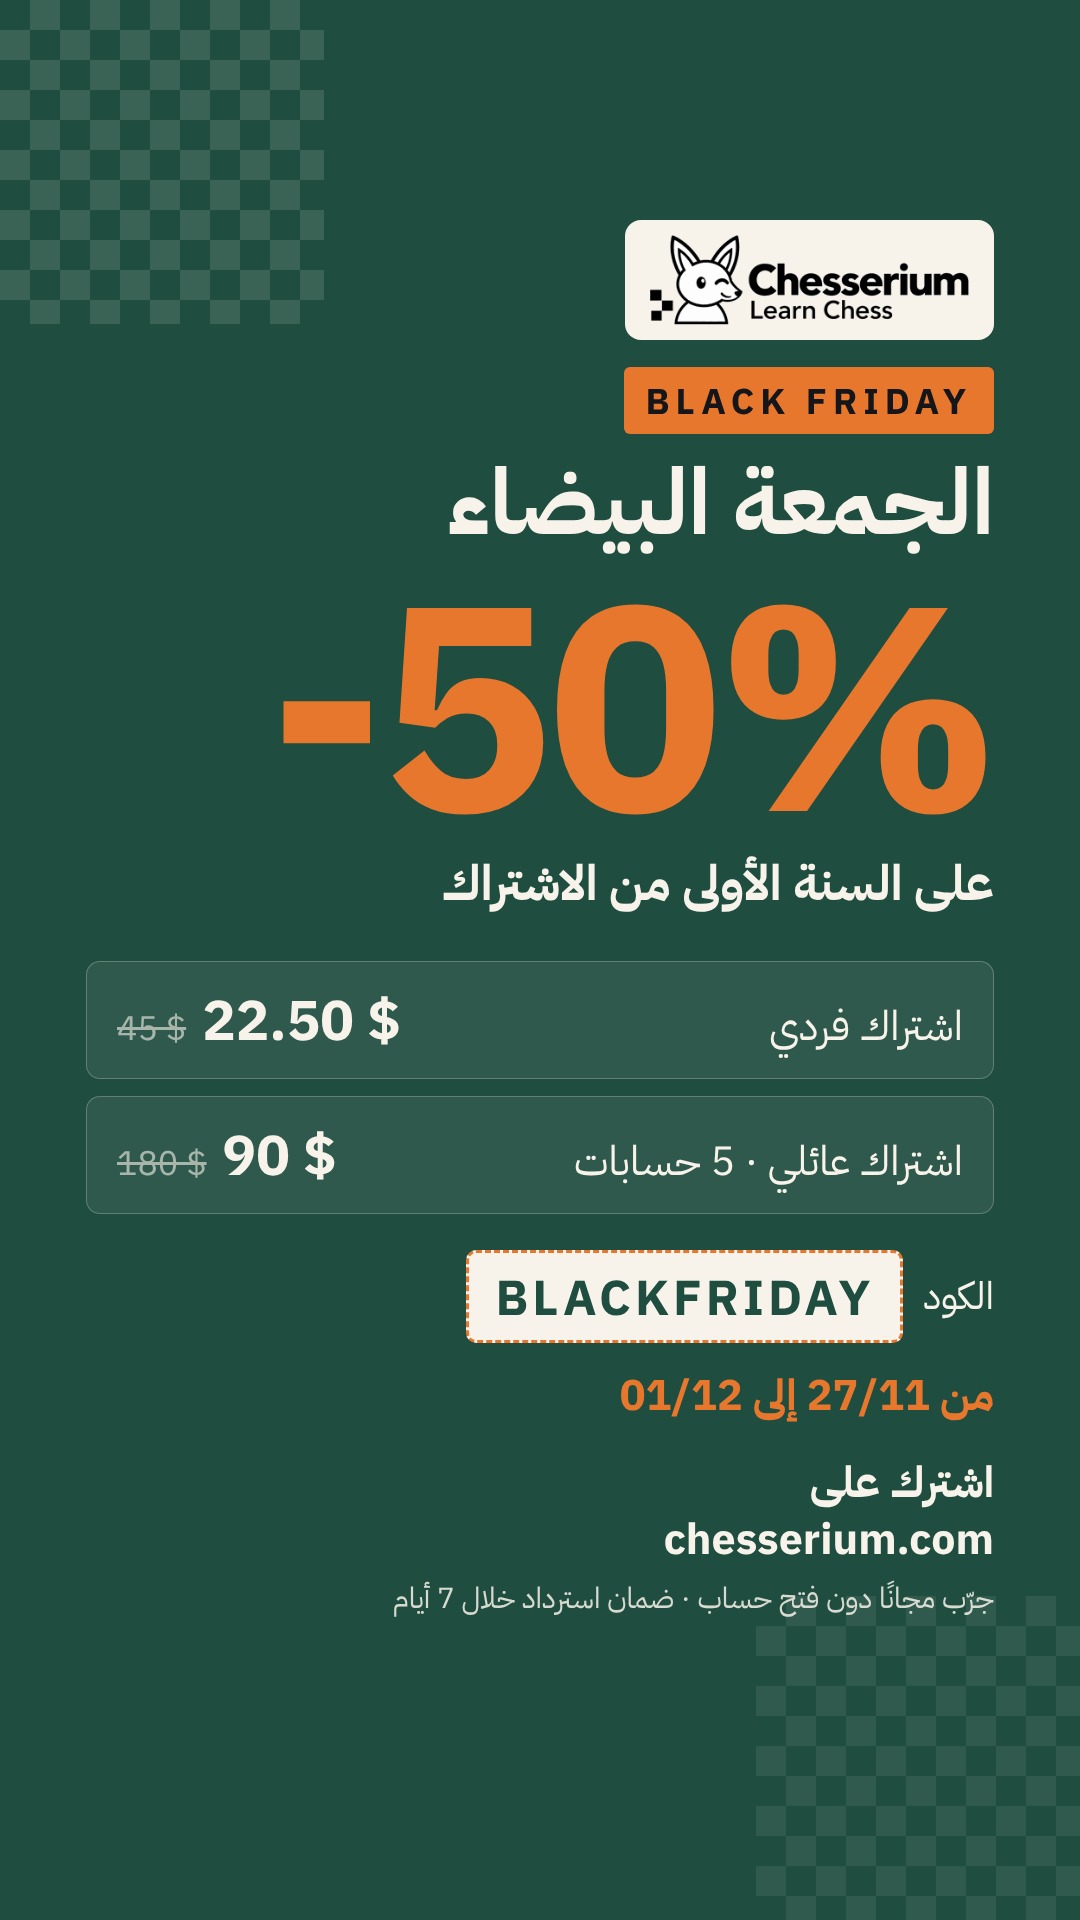 Chesserium
Learn Chess
BLACK FRIDAY
الجمعة البيضاء
-50%
على السنة الأولى من الاشتراك
اشتراك فردي 22.50 $ 45 $
اشتراك عائلي · 5 حسابات 90 $ 180 $
الكود BLACKFRIDAY
من 27/11 إلى 01/12
اشترك على
chesserium.com
جرّب مجانًا دون فتح حساب · ضمان استرداد خلال 7 أيام